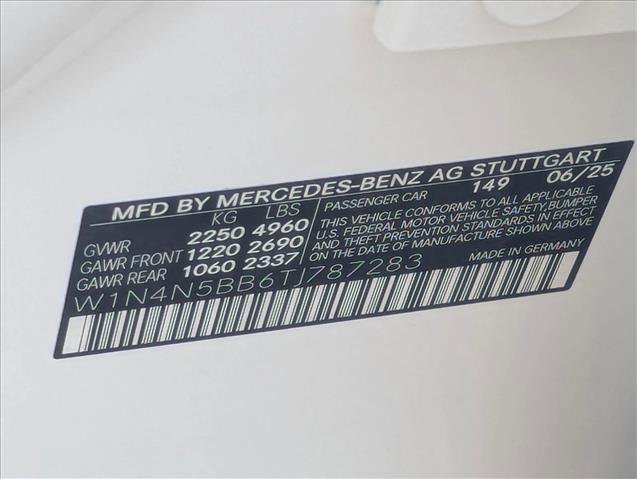 MFD BY MERCEDES-BENZ AG STUTTGART
KG LBS PASSENGER CAR 149 06/25
GVWR 2250 4960
GAWR FRONT 1220 2690
GAWR REAR 1060 2337
THIS VEHICLE CONFORMS TO ALL APPLICABLE
U.S. FEDERAL MOTOR VEHICLE SAFETY, BUMPER
AND THEFT PREVENTION STANDARDS IN EFFECT
ON THE DATE OF MANUFACTURE SHOWN ABOVE
W1N4N5BB6TJ787283
MADE IN GERMANY